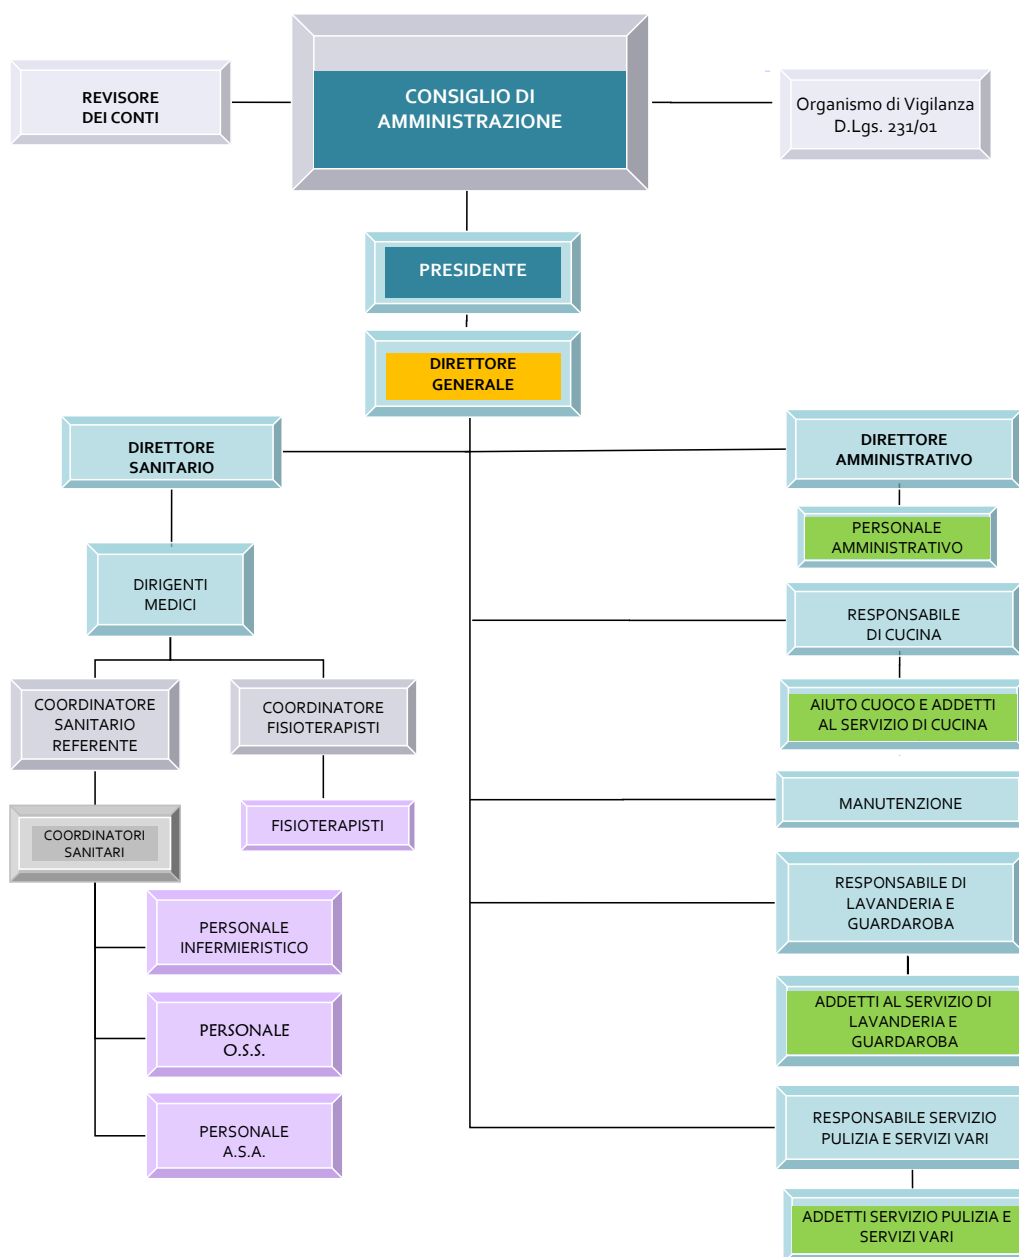 REVISORE
DEI CONTI
CONSIGLIO DI
AMMINISTRAZIONE
Organismo di Vigilanza
D.Lgs. 231/01
PRESIDENTE
DIRETTORE
GENERALE
DIRETTORE
SANITARIO
DIRETTORE
AMMINISTRATIVO
PERSONALE
AMMINISTRATIVO
DIRIGENTI
MEDICI
RESPONSABILE
DI CUCINA
COORDINATORE
SANITARIO
REFERENTE
COORDINATORE
FISIOTERAPISTI
AIUTO CUOCO E ADDETTI
AL SERVIZIO DI CUCINA
MANUTENZIONE
FISIOTERAPISTI
COORDINATORI
SANITARI
RESPONSABILE DI
LAVANDERIA E
GUARDAROBA
PERSONALE
INFERMIERISTICO
ADDETTI AL SERVIZIO DI
LAVANDERIA E
GUARDAROBA
PERSONALE
O.S.S.
RESPONSABILE SERVIZIO
PULIZIA E SERVIZI VARI
PERSONALE
A.S.A.
ADDETTI SERVIZIO PULIZIA E
SERVIZI VARI